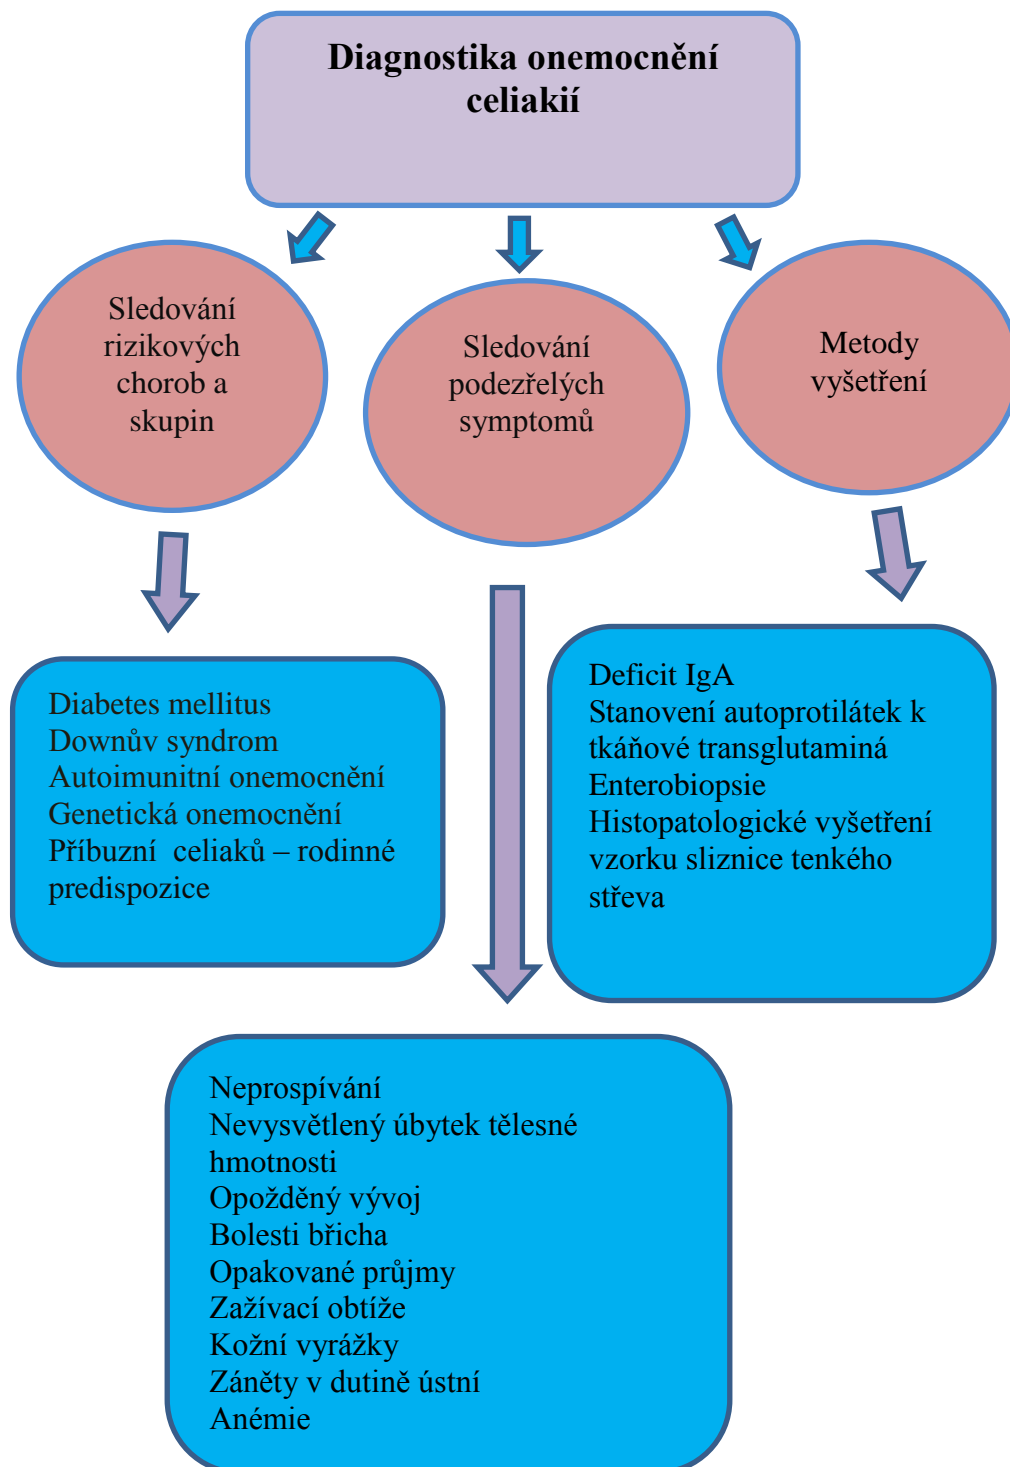 Diagnostika onemocnění
celiakií
Sledování
rizikových
chorob a
skupin
Sledování
podezřelých
symptomů
Metody
vyšetření
Diabetes mellitus
Downův syndrom
Autoimunitní onemocnění
Genetická onemocnění
Příbuzní  celiaků – rodinné
predispozice
Deficit IgA
Stanovení autoprotilátek k
tkáňové transglutaminá
Enterobiopsie
Histopatologické vyšetření
vzorku sliznice tenkého
střeva
Neprospívání
Nevysvětlený úbytek tělesné
hmotnosti
Opožděný vývoj
Bolesti břicha
Opakované průjmy
Zažívací obtíže
Kožní vyrážky
Záněty v dutině ústní
Anémie